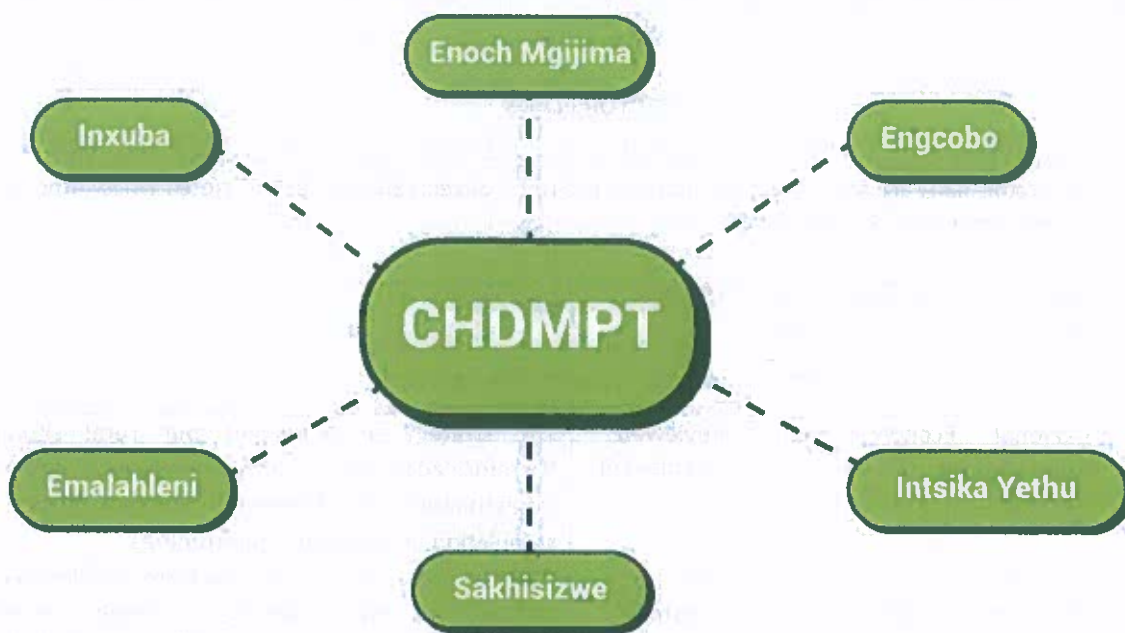 Enoch Mgijima
Inxuba
Engcobo
CHDMPT
Emalahleni
Intsika Yethu
Sakhisizwe